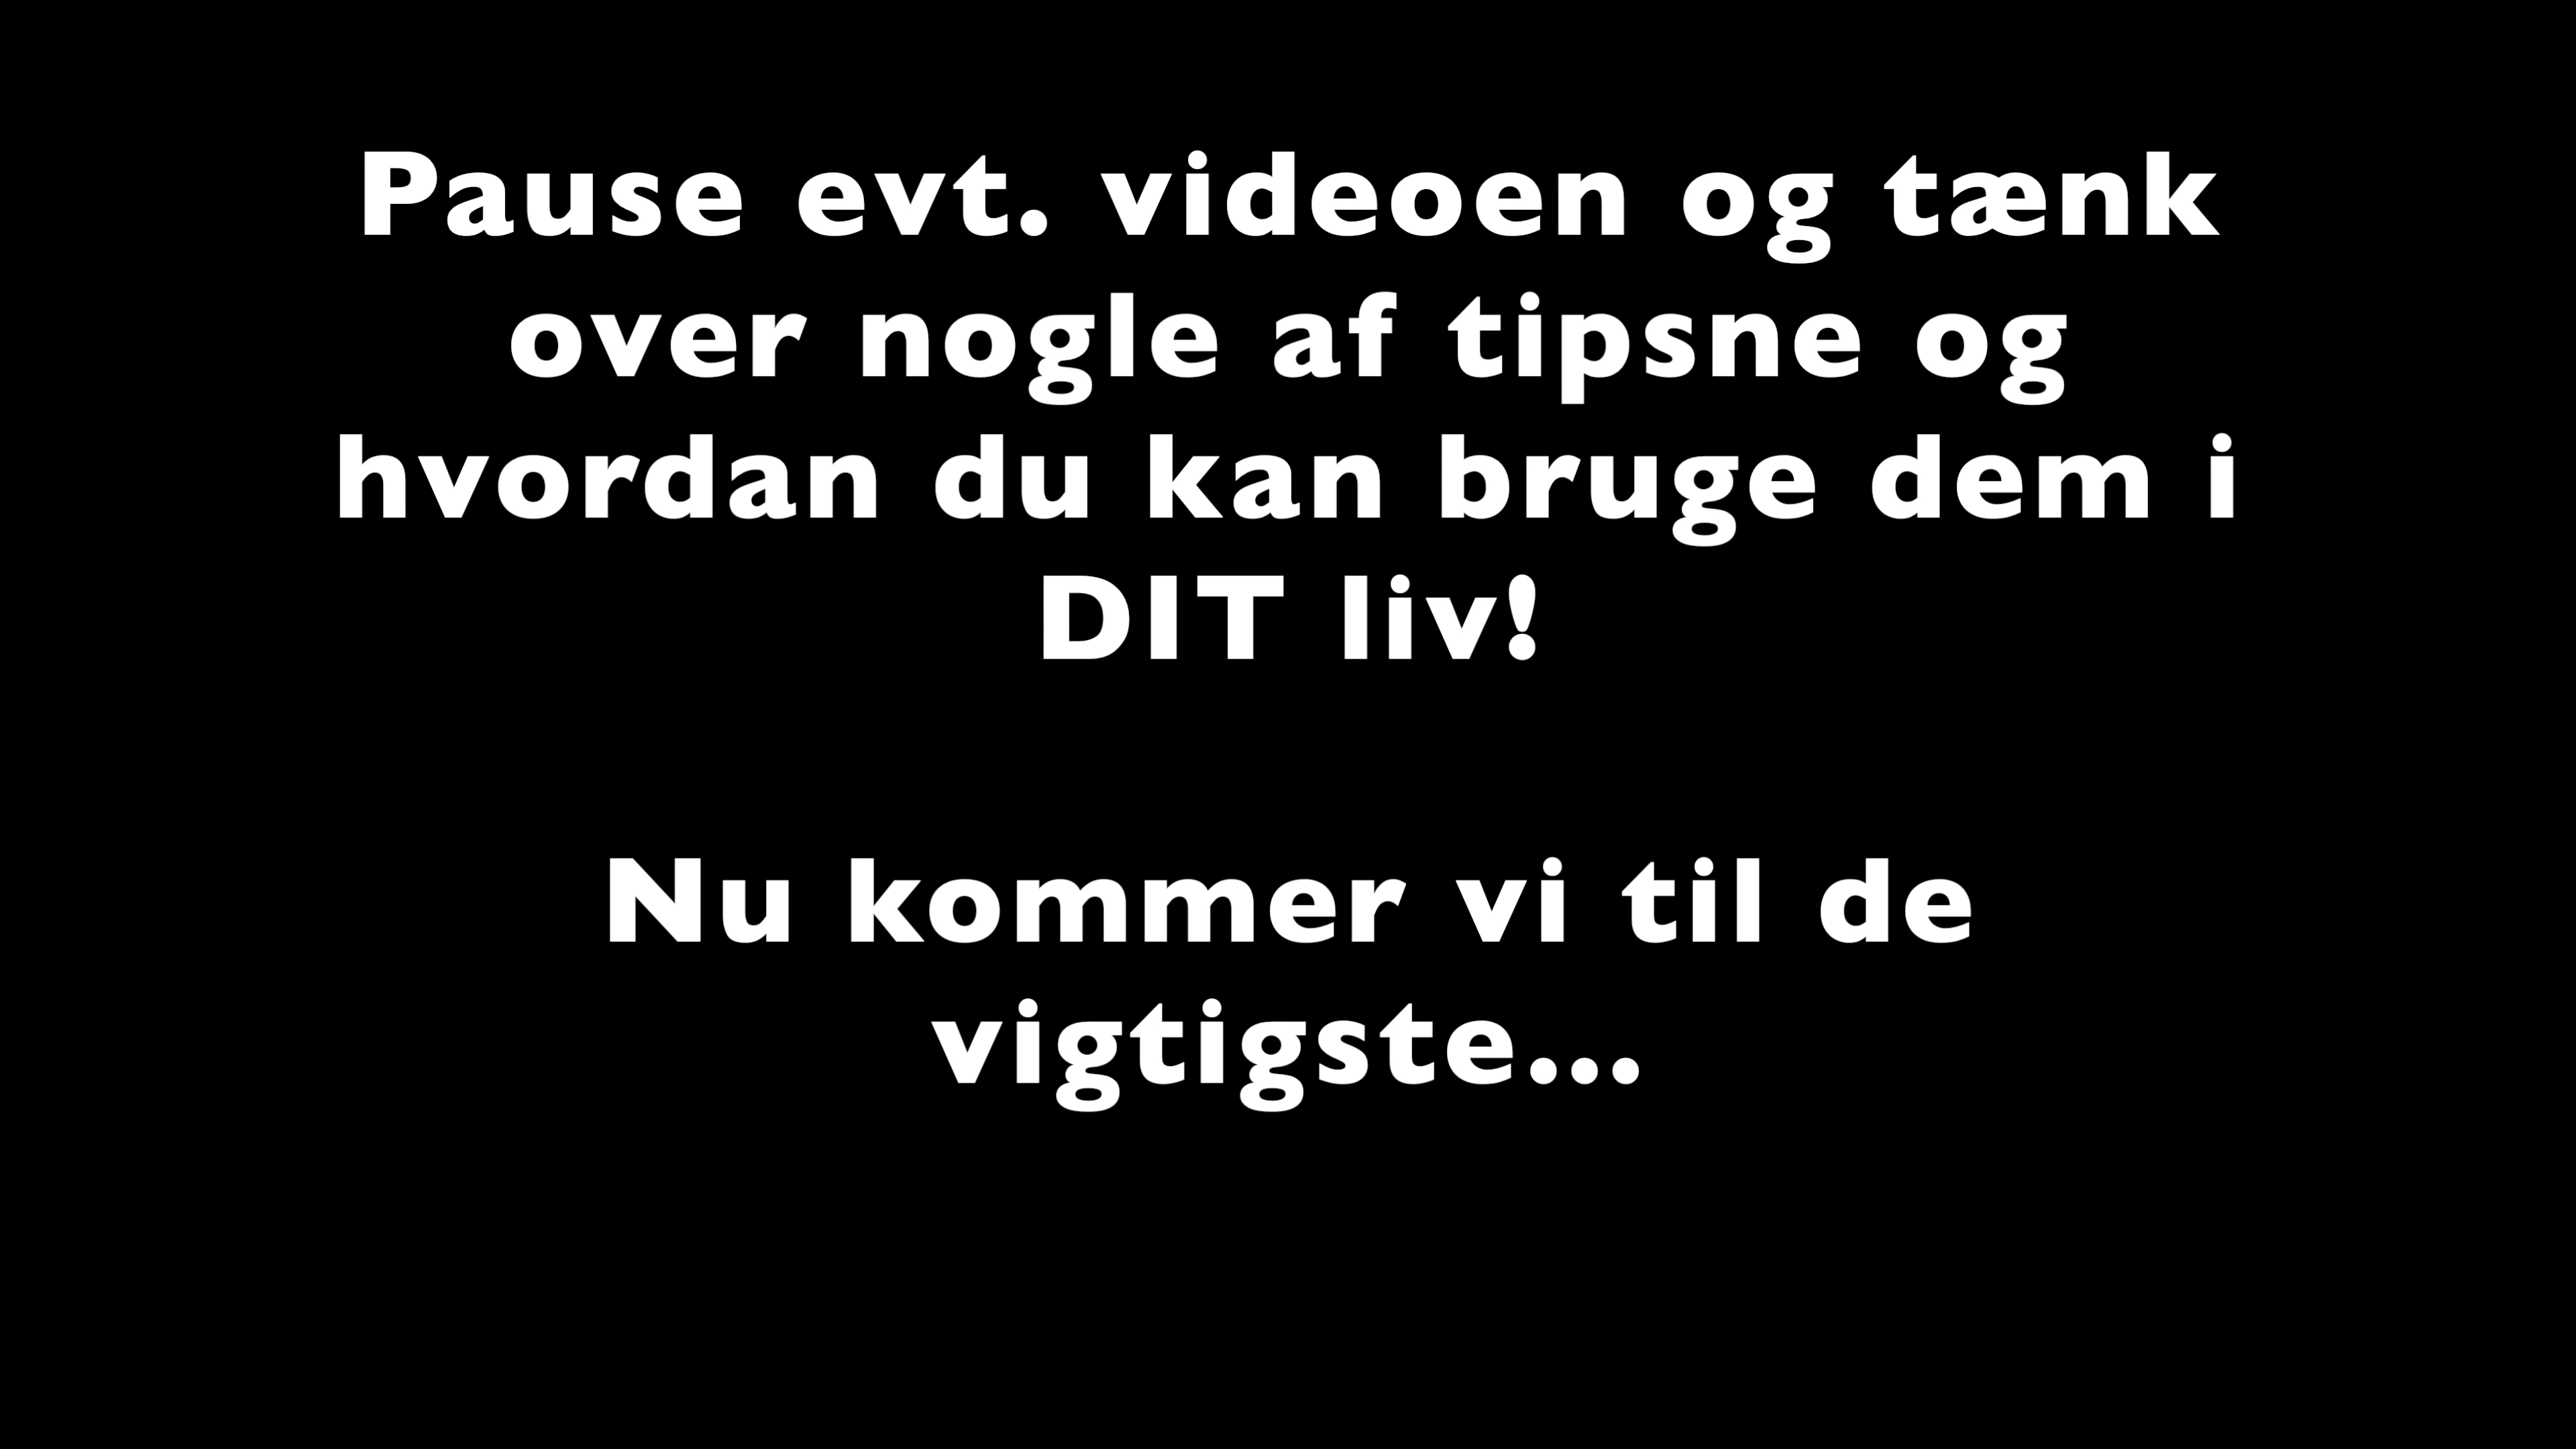 Pause evt. videoen og tænk
over nogle af tipsne og
hvordan du kan bruge dem i
DIT liv!
Nu kommer vi til de
vigtigste...